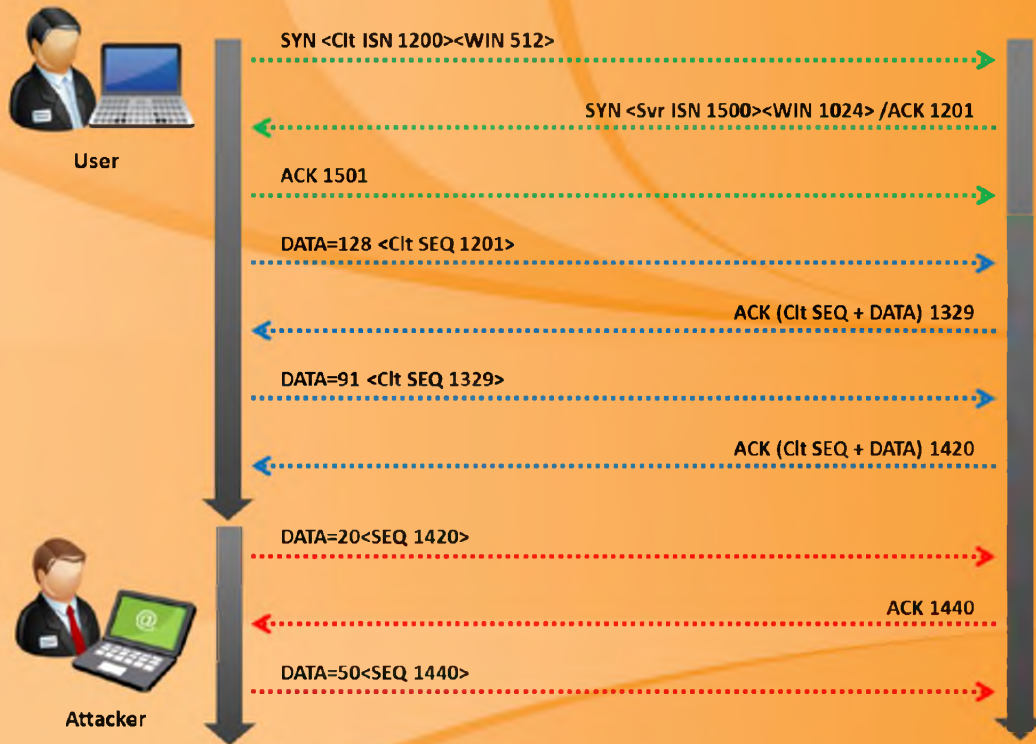 SYN <Clt ISN 1200><WIN 512>
SYN <Svr ISN 1500><WIN 1024> /ACK 1201
User
ACK 1501
DATA=128 <Clt SEQ 1201>
ACK (Clt SEQ + DATA) 1329
DATA=91 <Clt SEQ 1329>
ACK (Clt SEQ + DATA) 1420
DATA=20<SEQ 1420>
@
ACK 1440
DATA=50<SEQ 1440>
Attacker